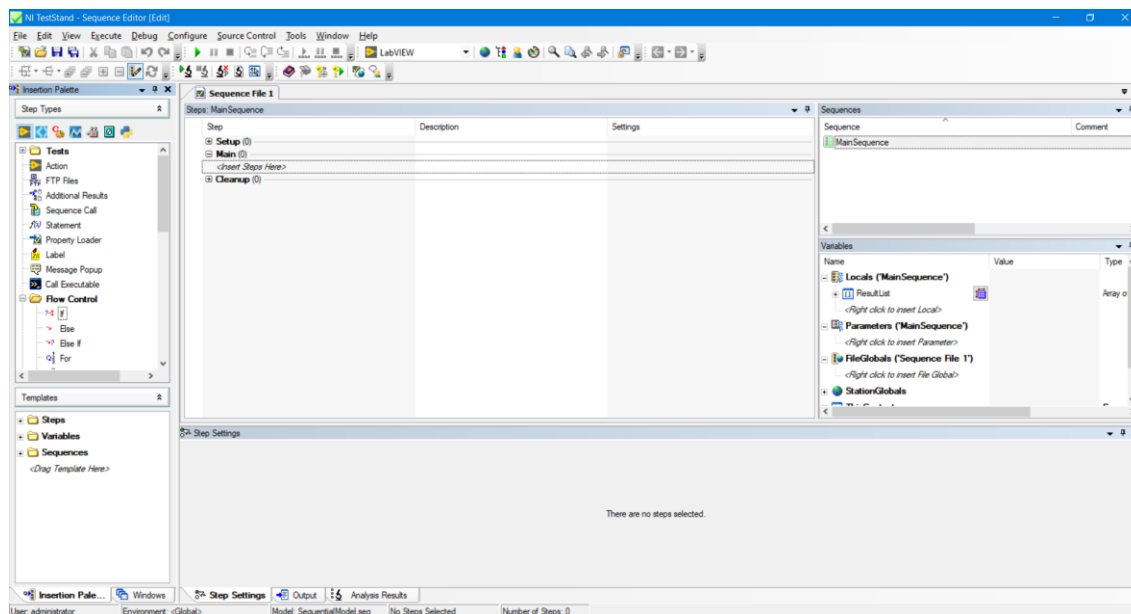 NI TestStand - Sequence Editor [Edit]
File Edit View Execute Debug Configure Source Control Tools Window Help
LabVIEW
Insertion Palette
Step Types
Tests
Action
FTP Files
Additional Results
Sequence Call
Statement
Property Loader
Label
Message Popup
Call Executable
Flow Control
If
Else
Else If
For
Templates
Steps
Variables
Sequences
<Drag Template Here>
Insertion Pale... Windows
Sequence File 1
Steps: MainSequence
Step Description Settings
Setup (0)
Main (0)
<Insert Steps Here>
Cleanup (0)
Sequences
Sequence Comment
MainSequence
Variables
Name Value Type
Locals ('MainSequence')
ResultList Array o
<Right click to insert Local>
Parameters ('MainSequence')
<Right click to insert Parameter>
FileGlobals ('Sequence File 1')
<Right click to insert File Global>
StationGlobals
Step Settings
There are no steps selected.
Step Settings Output Analysis Results
User: administrator Environment: <Global> Model: SequentialModel.seq No Steps Selected Number of Steps: 0